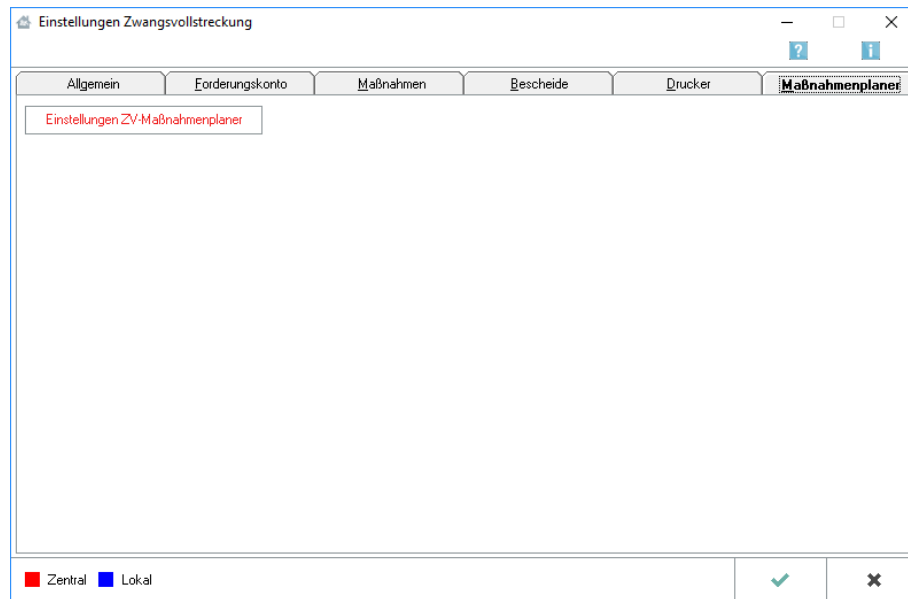 Einstellungen Zwangsvollstreckung
? i
Allgemein Forderungskonto Maßnahmen Bescheide Drucker Maßnahmenplaner
Einstellungen ZV-Maßnahmenplaner
Zentral Lokal